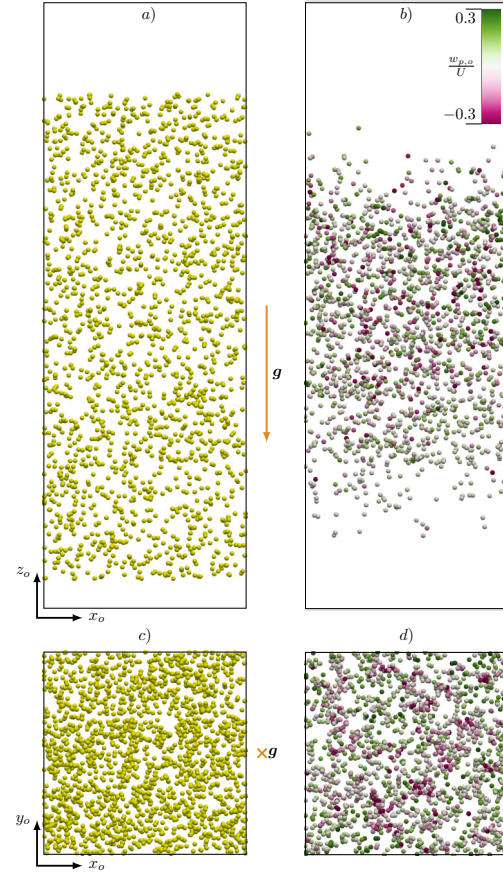 a)
b)
0.3
w_{p,o}
U
−0.3
g
z_o
x_o
c)
d)
g
y_o
x_o